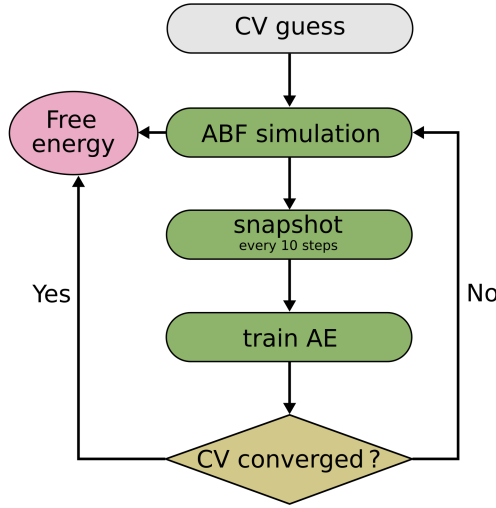 CV guess
Free
energy
ABF simulation
snapshot
every 10 steps
Yes
No
train AE
CV converged ?